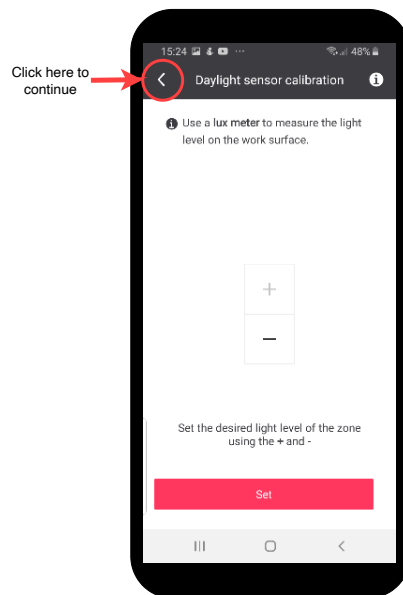 15:24 48%
Click here to
continue
Daylight sensor calibration
Use a lux meter to measure the light
level on the work surface.
+
−
Set the desired light level of the zone
using the + and -
Set